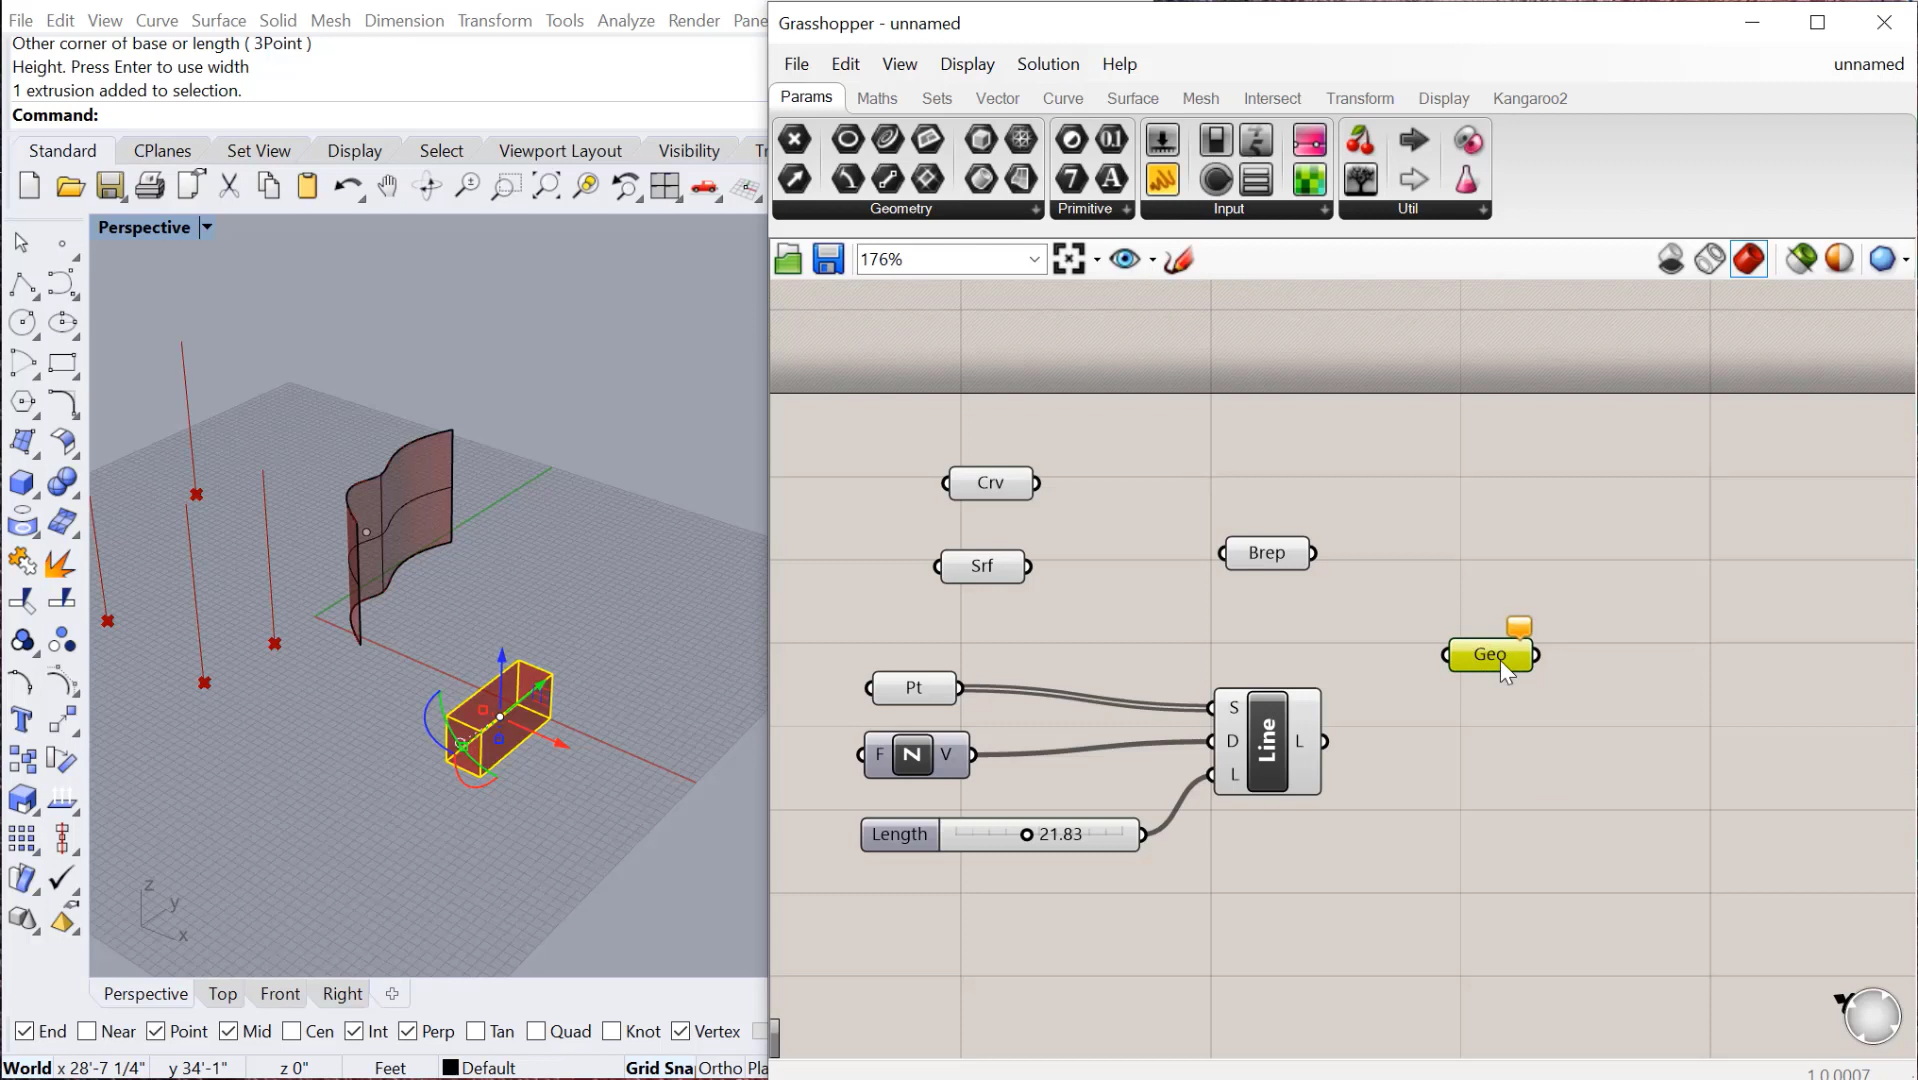 File Edit View Curve Surface Solid Mesh Dimension Transform Tools Analyze Render Pane
Other corner of base or length ( 3Point )
Height. Press Enter to use width
1 extrusion added to selection.
Command:
Standard CPlanes Set View Display Select Viewport Layout Visibility Tr
Perspective
z
y
x
Perspective Top Front Right
End Near Point Mid Cen Int Perp Tan Quad Knot Vertex
World x 28'-7 1/4" y 34'-1" z 0" Feet Default Grid Sna Ortho Pla
Grasshopper - unnamed
File Edit View Display Solution Help unnamed
Params Maths Sets Vector Curve Surface Mesh Intersect Transform Display Kangaroo2
Geometry Primitive Input Util
176%
Crv
Srf
Brep
Geo
Pt
F N V
Length 21.83
S
D
L
Line
L
1.0.0007